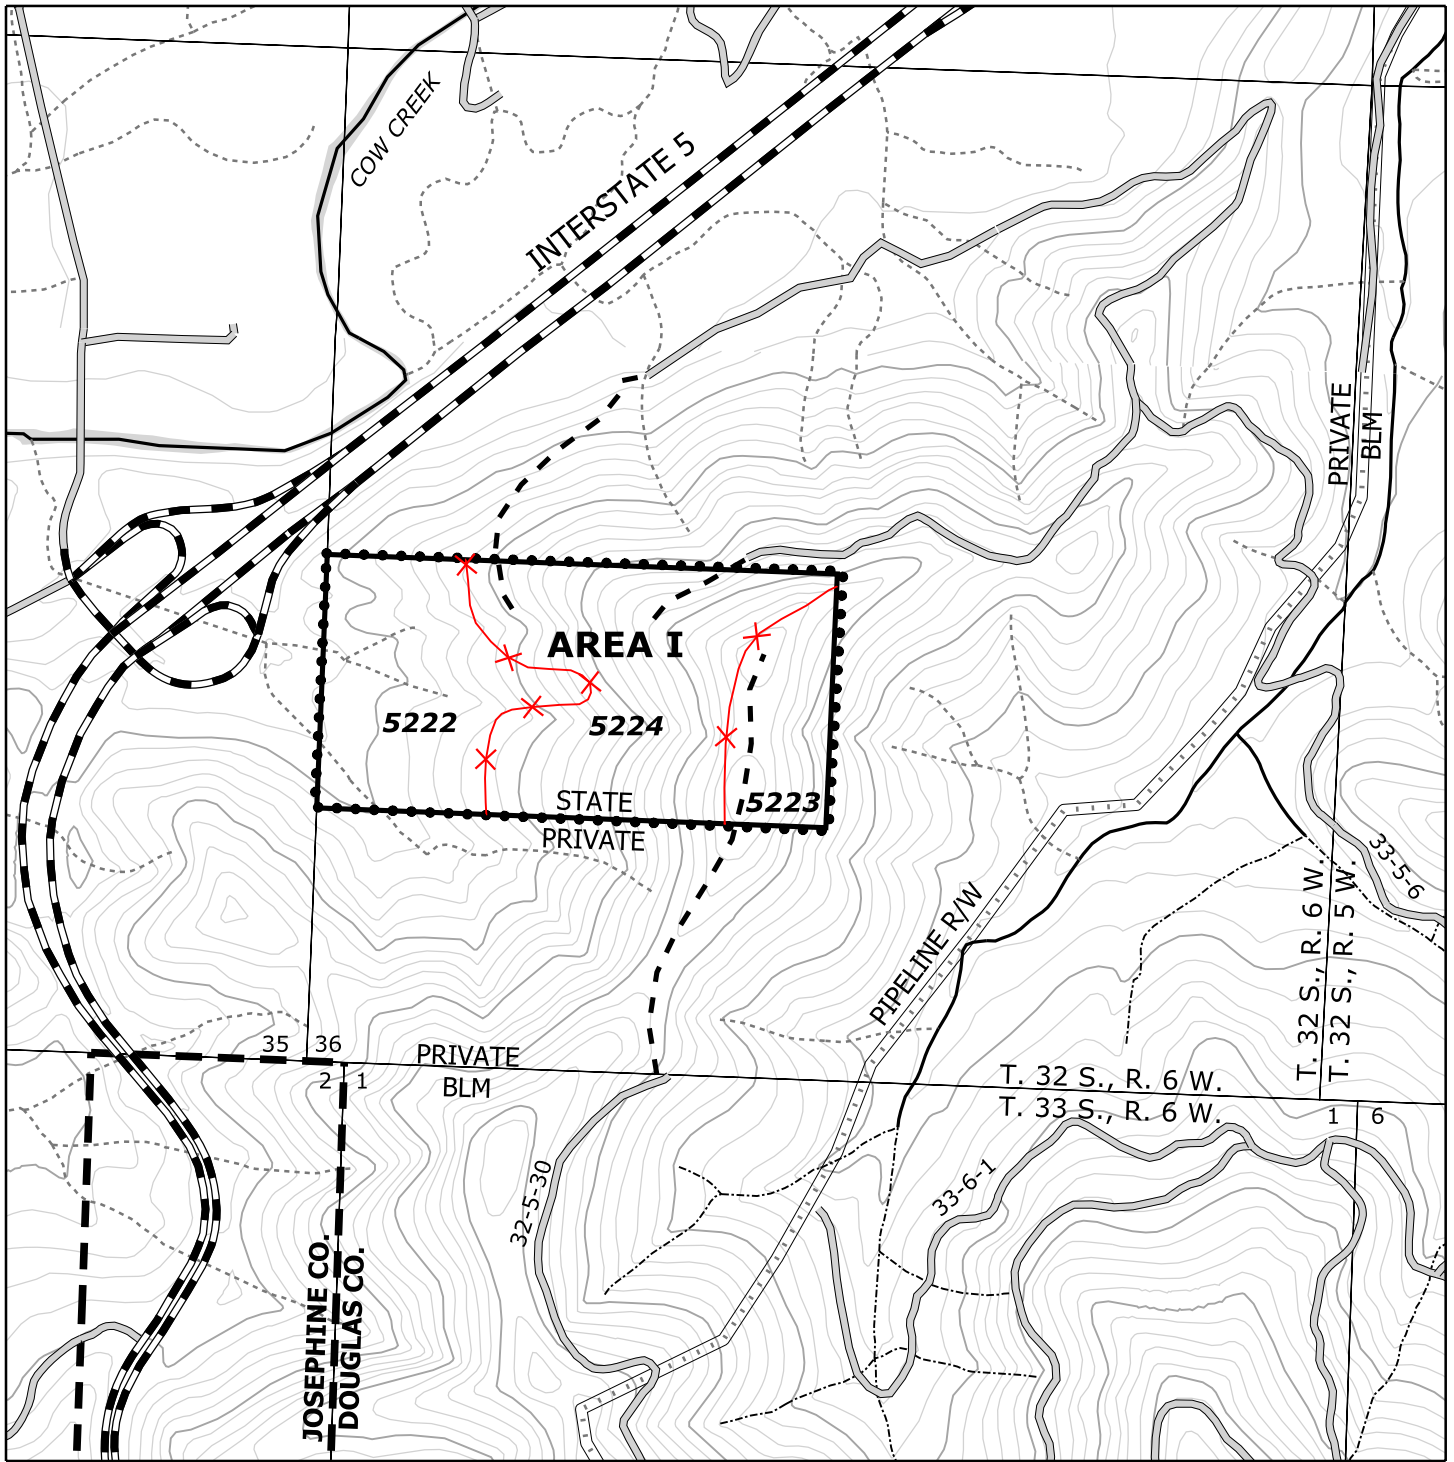 COW CREEK
INTERSTATE 5
PRIVATE
BLM
AREA I
5222
5224
5223
STATE
PRIVATE
33-5-6
PIPELINE R/W
T. 32 S., R. 6 W.
T. 32 S., R. 5 W.
35
36
2
1
PRIVATE
BLM
T. 32 S., R. 6 W.
T. 33 S., R. 6 W.
1
6
32-5-30
33-6-1
JOSEPHINE CO.
DOUGLAS CO.